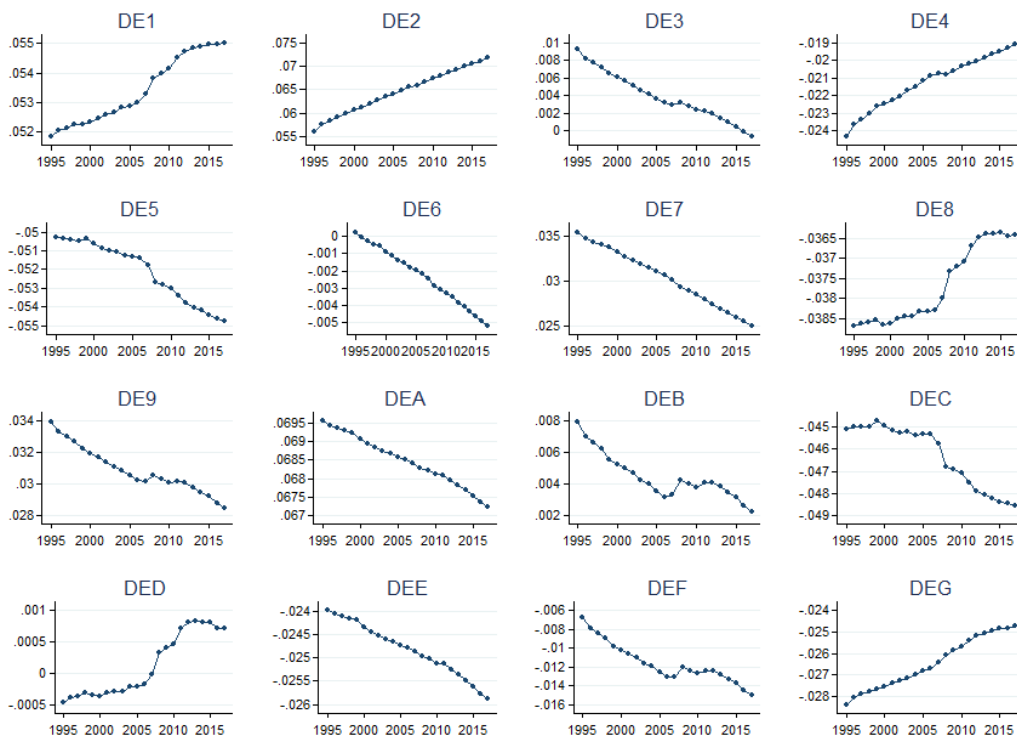 DE1 DE2 DE3 DE4
.055 .075 .01 -.019
.054 .07 .008 -.02
.053 .065 .006 -.021
.052 .06 .004 -.022
.055 .002 -.023
0 -.024
1995 2000 2005 2010 2015 1995 2000 2005 2010 2015 1995 2000 2005 2010 2015 1995 2000 2005 2010 2015
DE5 DE6 DE7 DE8
-.05 0 .035 -.0365
-.051 -.001 .03 -.037
-.052 -.002 .025 -.0375
-.053 -.003 -.038
-.054 -.004 -.0385
-.055 -.005
1995 2000 2005 2010 2015 1995 2000 2005 2010 2015 1995 2000 2005 2010 2015 1995 2000 2005 2010 2015
DE9 DEA DEB DEC
.034 .0695 .008 -.045
.032 .069 .006 -.046
.03 .0685 .004 -.047
.028 .068 .002 -.048
.0675 -.049
.067
1995 2000 2005 2010 2015 1995 2000 2005 2010 2015 1995 2000 2005 2010 2015 1995 2000 2005 2010 2015
DED DEE DEF DEG
.001 -.024 -.006 -.024
.0005 -.0245 -.008 -.025
0 -.025 -.01 -.026
-.0005 -.0255 -.012 -.027
-.026 -.014 -.028
-.016
1995 2000 2005 2010 2015 1995 2000 2005 2010 2015 1995 2000 2005 2010 2015 1995 2000 2005 2010 2015